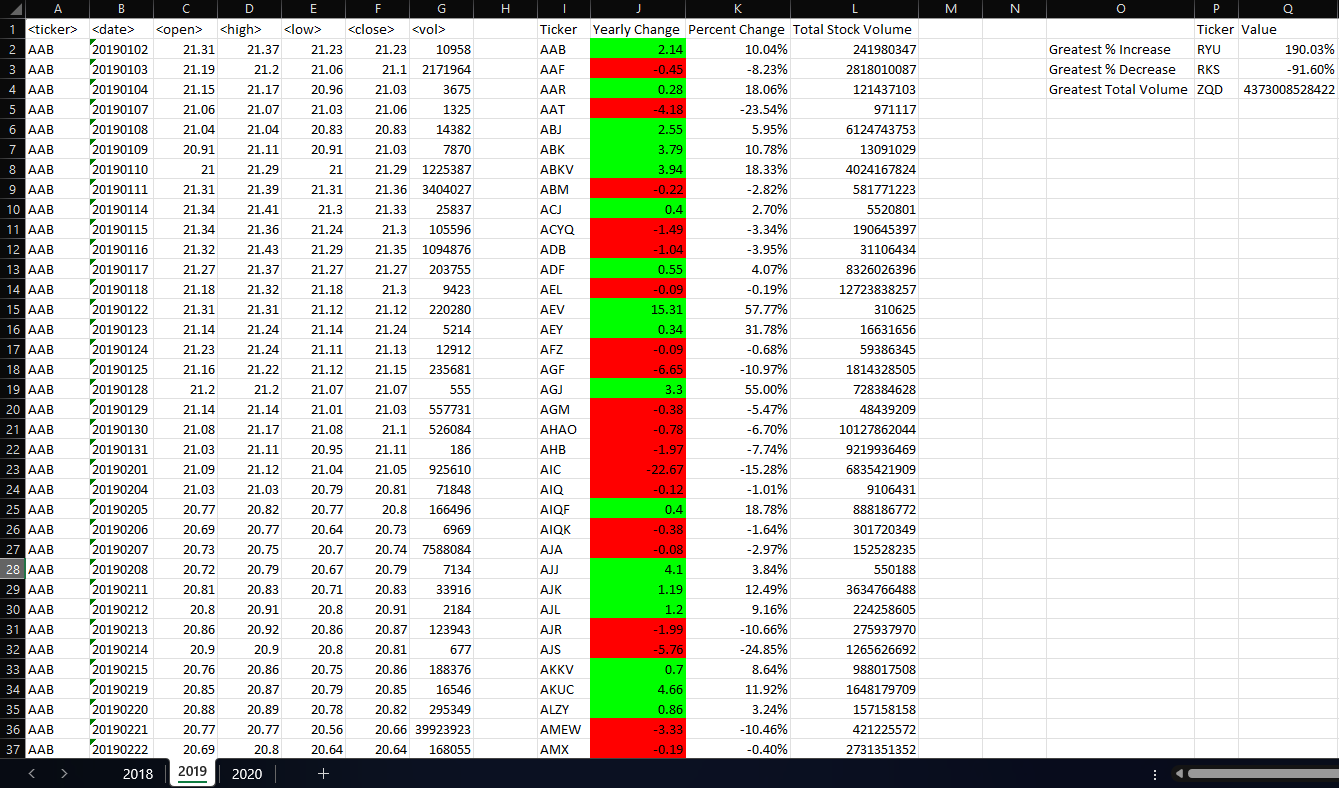 A B C D E F G H I J K L M N O P Q
1 <ticker> <date> <open> <high> <low> <close> <vol> Ticker Yearly Change Percent Change Total Stock Volume Ticker Value
2 AAB 20190102 21.31 21.37 21.23 21.23 10958 AAB 2.14 10.04% 241980347 Greatest % Increase RYU 190.03%
3 AAB 20190103 21.19 21.2 21.06 21.1 2171964 AAF -0.45 -8.23% 2818010087 Greatest % Decrease RKS -91.60%
4 AAB 20190104 21.15 21.17 20.96 21.03 3675 AAR 0.28 18.06% 121437103 Greatest Total Volume ZQD 4373008528422
5 AAB 20190107 21.06 21.07 21.03 21.06 1325 AAT -4.18 -23.54% 971117
6 AAB 20190108 21.04 21.04 20.83 20.83 14382 ABJ 2.55 5.95% 6124743753
7 AAB 20190109 20.91 21.11 20.91 21.03 7870 ABK 3.79 10.78% 13091029
8 AAB 20190110 21 21.29 21 21.29 1225387 ABKV 3.94 18.33% 4024167824
9 AAB 20190111 21.31 21.39 21.31 21.36 3404027 ABM -0.22 -2.82% 581771223
10 AAB 20190114 21.34 21.41 21.3 21.33 25837 ACJ 0.4 2.70% 5520801
11 AAB 20190115 21.34 21.36 21.24 21.3 105596 ACYQ -1.49 -3.34% 190645397
12 AAB 20190116 21.32 21.43 21.29 21.35 1094876 ADB -1.04 -3.95% 31106434
13 AAB 20190117 21.27 21.37 21.27 21.27 203755 ADF 0.55 4.07% 8326026396
14 AAB 20190118 21.18 21.32 21.18 21.3 9423 AEL -0.09 -0.19% 12723838257
15 AAB 20190122 21.31 21.31 21.12 21.12 220280 AEV 15.31 57.77% 310625
16 AAB 20190123 21.14 21.24 21.14 21.24 5214 AEY 0.34 31.78% 16631656
17 AAB 20190124 21.23 21.24 21.11 21.13 12912 AFZ -0.09 -0.68% 59386345
18 AAB 20190125 21.16 21.22 21.12 21.15 235681 AGF -6.65 -10.97% 1814328505
19 AAB 20190128 21.2 21.2 21.07 21.07 555 AGJ 3.3 55.00% 728384628
20 AAB 20190129 21.14 21.14 21.01 21.03 557731 AGM -0.38 -5.47% 48439209
21 AAB 20190130 21.08 21.17 21.08 21.1 526084 AHAO -0.78 -6.70% 10127862044
22 AAB 20190131 21.03 21.11 20.95 21.11 186 AHB -1.97 -7.74% 9219936469
23 AAB 20190201 21.09 21.12 21.04 21.05 925610 AIC -22.67 -15.28% 6835421909
24 AAB 20190204 21.03 21.03 20.79 20.81 71848 AIQ -0.12 -1.01% 9106431
25 AAB 20190205 20.77 20.82 20.77 20.8 166496 AIQF 0.4 18.78% 888186772
26 AAB 20190206 20.69 20.77 20.64 20.73 6969 AIQK -0.38 -1.64% 301720349
27 AAB 20190207 20.73 20.75 20.7 20.74 7588084 AJA -0.08 -2.97% 152528235
28 AAB 20190208 20.72 20.79 20.67 20.79 7134 AJJ 4.1 3.84% 550188
29 AAB 20190211 20.81 20.83 20.71 20.83 33916 AJK 1.19 12.49% 3634766488
30 AAB 20190212 20.8 20.91 20.8 20.91 2184 AJL 1.2 9.16% 224258605
31 AAB 20190213 20.86 20.92 20.86 20.87 123943 AJR -1.99 -10.66% 275937970
32 AAB 20190214 20.9 20.9 20.8 20.81 677 AJS -5.76 -24.85% 1265626692
33 AAB 20190215 20.76 20.86 20.75 20.86 188376 AKKV 0.7 8.64% 988017508
34 AAB 20190219 20.85 20.87 20.79 20.85 16546 AKUC 4.66 11.92% 1648179709
35 AAB 20190220 20.88 20.89 20.78 20.82 295349 ALZY 0.86 3.24% 157158158
36 AAB 20190221 20.77 20.77 20.56 20.66 39923923 AMEW -3.33 -10.46% 421225572
37 AAB 20190222 20.69 20.8 20.64 20.64 168055 AMX -0.19 -0.40% 2731351352
2018 2019 2020